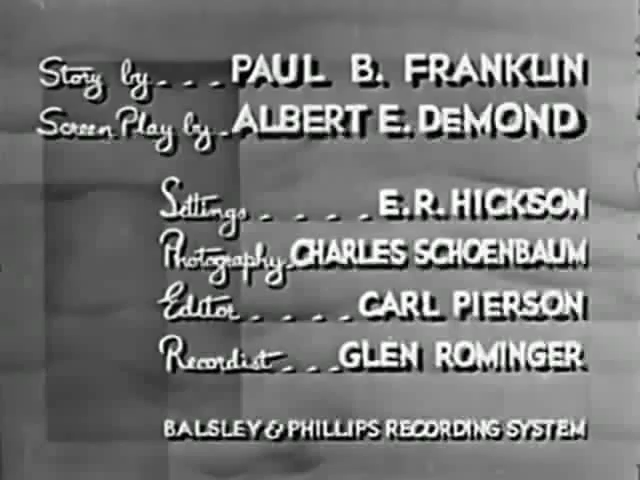 Story by - - - PAUL B. FRANKLIN
Screen Play by - ALBERT E. DeMOND
Settings - - - - E.R. HICKSON
Photography - CHARLES SCHOENBAUM
Editor - - - - - CARL PIERSON
Recordist - - - GLEN ROMINGER
BALSLEY & PHILLIPS RECORDING SYSTEM